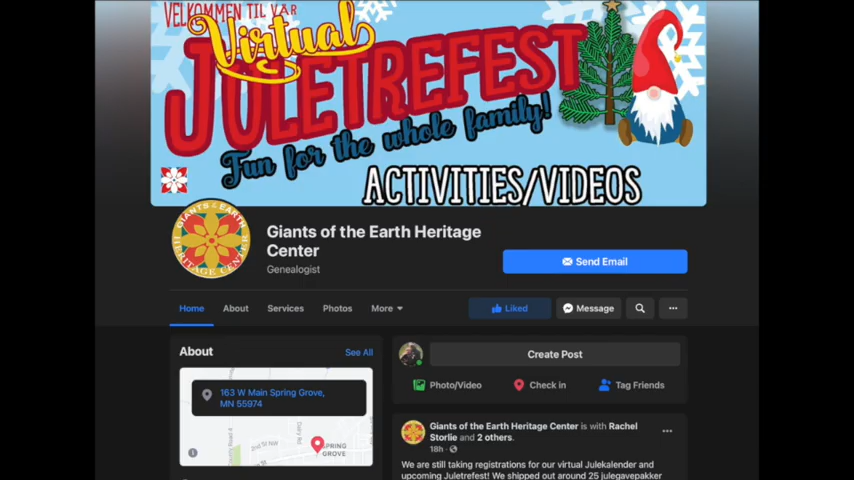 VELKOMMEN TIL VÅR
Virtual
JULETREFEST
Fun for the whole family!
ACTIVITIES/VIDEOS
GIANTS of the EARTH
HERITAGE CENTER
Giants of the Earth Heritage
Center
Genealogist
Send Email
Home About Services Photos More
Liked Message
About
See All
163 W Main Spring Grove,
MN 55974
2nd St NW
SPRING
GROVE
Create Post
Photo/Video Check in Tag Friends
Giants of the Earth Heritage Center is with Rachel
Storlie and 2 others.
18h
We are still taking registrations for our virtual Julekalender and
upcoming Juletrefest! We shipped out around 25 julegavepakker